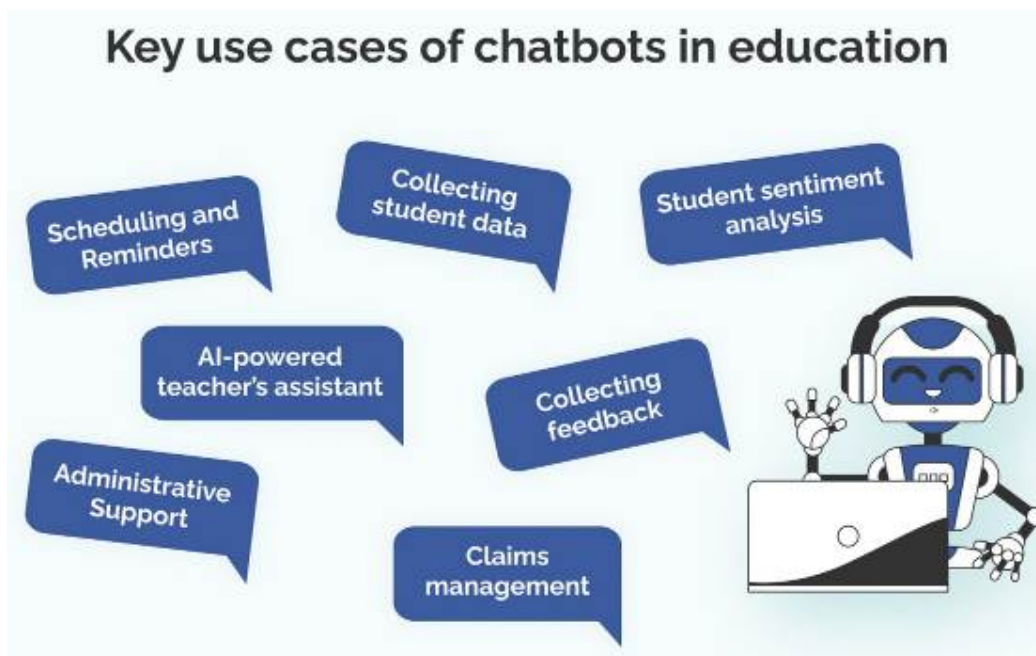 Key use cases of chatbots in education
Scheduling and
Reminders
Collecting
student data
Student sentiment
analysis
AI-powered
teacher's assistant
Collecting
feedback
Administrative
Support
Claims
management